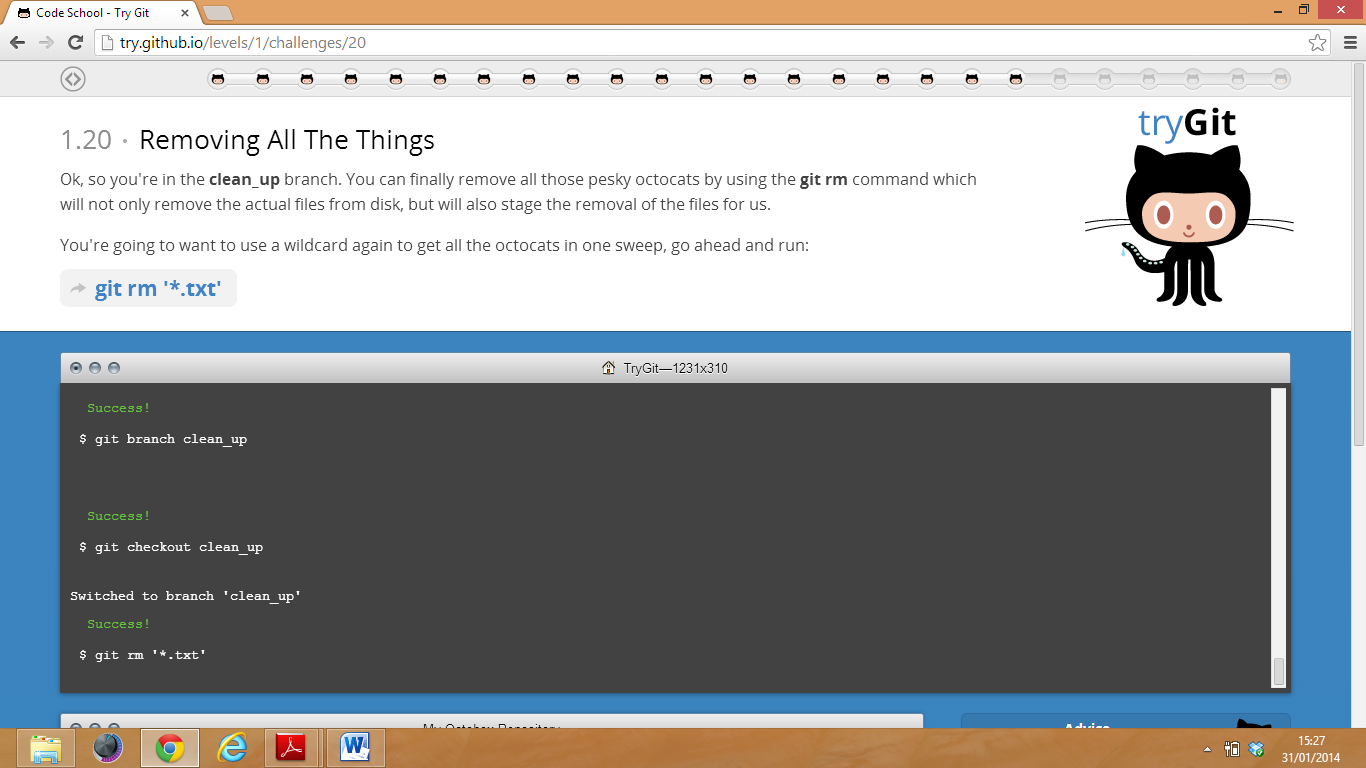 Code School - Try Git
try.github.io/levels/1/challenges/20
1.20 · Removing All The Things
tryGit
Ok, so you're in the clean_up branch. You can finally remove all those pesky octocats by using the git rm command which
will not only remove the actual files from disk, but will also stage the removal of the files for us.
You're going to want to use a wildcard again to get all the octocats in one sweep, go ahead and run:
git rm '*.txt'
TryGit—1231x310
Success!
$ git branch clean_up
Success!
$ git checkout clean_up
Switched to branch 'clean_up'
Success!
$ git rm '*.txt'
My Octobox Repository
Advice
15:27
31/01/2014